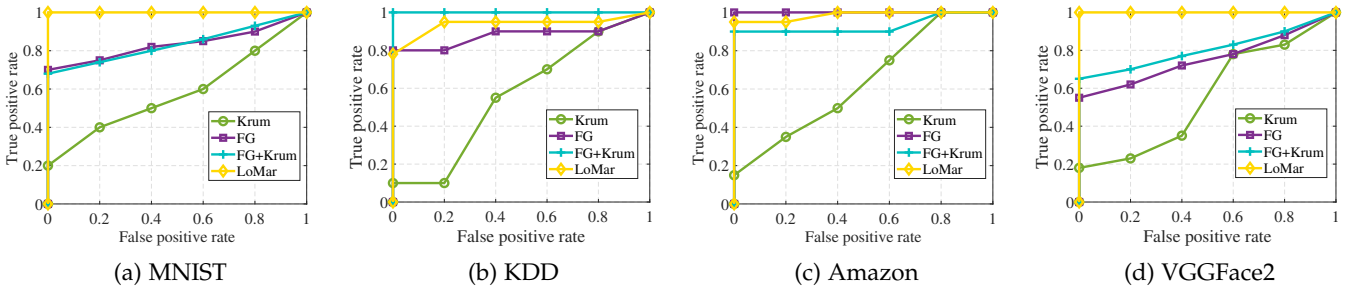 True positive rate
1
0.8
0.6
0.4
0.2
0
0 0.2 0.4 0.6 0.8 1
False positive rate
Krum
FG
FG+Krum
LoMar
(a) MNIST
True positive rate
1
0.8
0.6
0.4
0.2
0
0 0.2 0.4 0.6 0.8 1
False positive rate
Krum
FG
FG+Krum
LoMar
(b) KDD
True positive rate
1
0.8
0.6
0.4
0.2
0
0 0.2 0.4 0.6 0.8 1
False positive rate
Krum
FG
FG+Krum
LoMar
(c) Amazon
True positive rate
1
0.8
0.6
0.4
0.2
0
0 0.2 0.4 0.6 0.8 1
False positive rate
Krum
FG
FG+Krum
LoMar
(d) VGGFace2